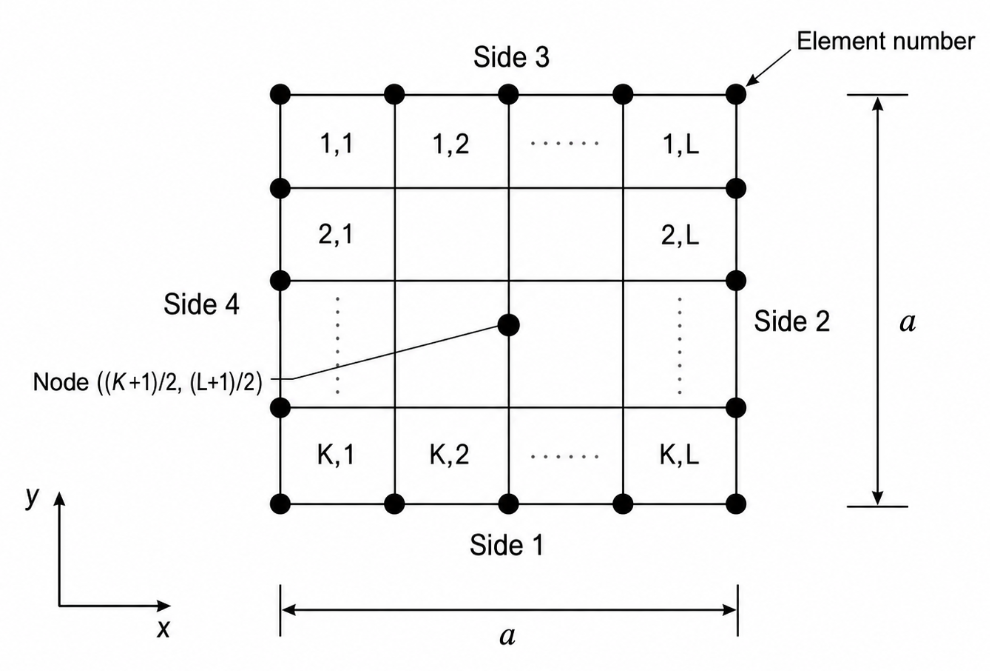 Element number
Side 3
1,1 1,2 ...... 1,L
2,1 2,L
Side 4
Side 2
a
Node ((K+1)/2, (L+1)/2)
K,1 K,2 ...... K,L
y
Side 1
x
a